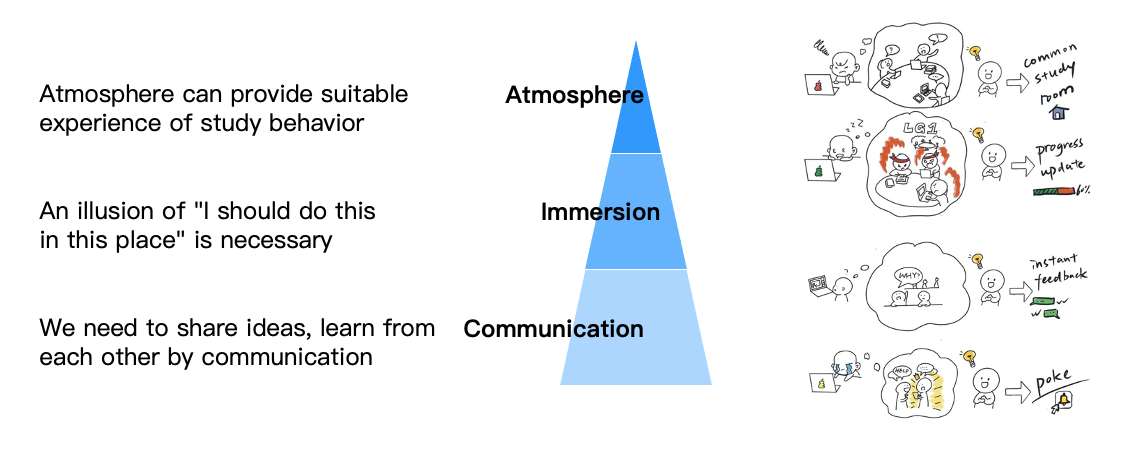 Atmosphere can provide suitable
experience of study behavior
Atmosphere
An illusion of "I should do this
in this place" is necessary
Immersion
We need to share ideas, learn from
each other by communication
Communication
?
!
common
study
room
zzz
LG1
progress
update
60%
WHY?
instant
feedback
HELP
...
poke